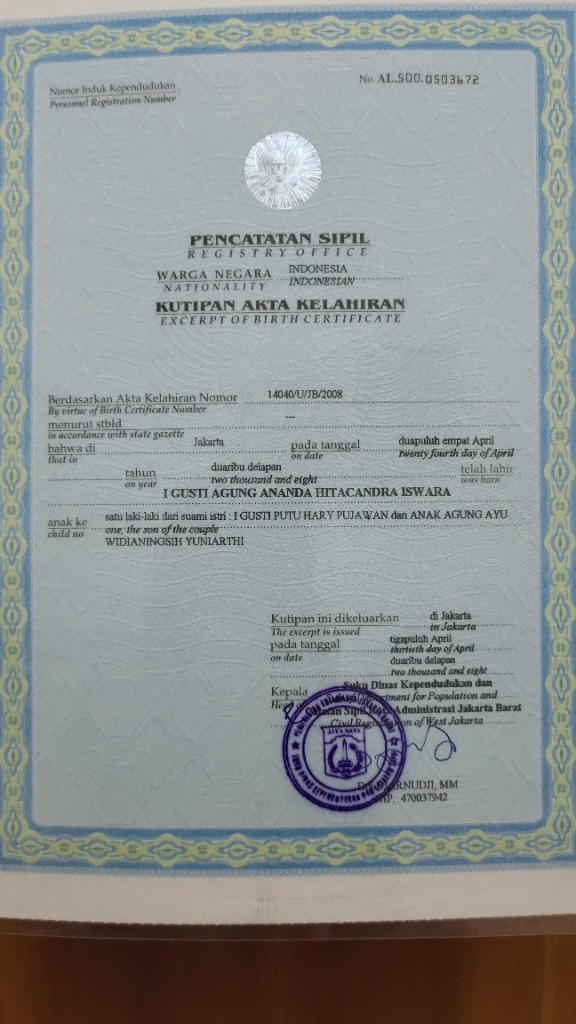 Nomor Induk Kependudukan
Personnel Registration Number
No. AL.500.0503672
PENCATATAN SIPIL
REGISTRY OFFICE
WARGA NEGARA INDONESIA
NATIONALITY INDONESIAN
KUTIPAN AKTA KELAHIRAN
EXCERPT OF BIRTH CERTIFICATE
Berdasarkan Akta Kelahiran Nomor 14040/U/JB/2008
By virtue of Birth Certificate Number
menurut stbld ---
in accordance with state gazette
bahwa di Jakarta pada tanggal duapuluh empat April
that in on date twenty fourth day of April
tahun duaribu delapan telah lahir
on year two thousand and eight was born
I GUSTI AGUNG ANANDA HITACANDRA ISWARA
anak ke satu laki-laki dari suami istri : I GUSTI PUTU HARY PUJAWAN dan ANAK AGUNG AYU
child no one, the son of the couple
WIDIANINGSIH YUNIARTHI
Kutipan ini dikeluarkan di Jakarta
The excerpt is issued in Jakarta
pada tanggal tigapuluh April
on date thirtieth day of April
duaribu delapan
two thousand and eight
Kepala Suku Dinas Kependudukan dan
Head for Population and
Sipil Administrasi Jakarta Barat
Civil of West Jakarta
JAYA RAYA
MM
470037942